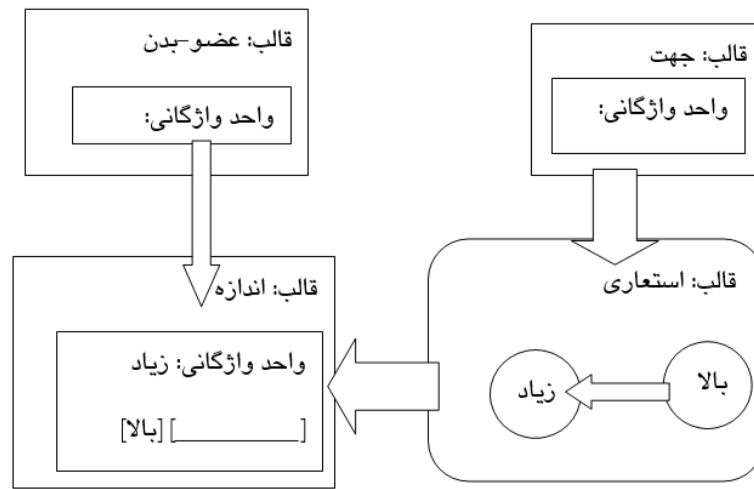 قالب: جهت
واحد واژگانی:
قالب: عضو-بدن
واحد واژگانی:
قالب: استعاری
بالا
زیاد
قالب: اندازه
واحد واژگانی: زیاد
[____________] [بالا]